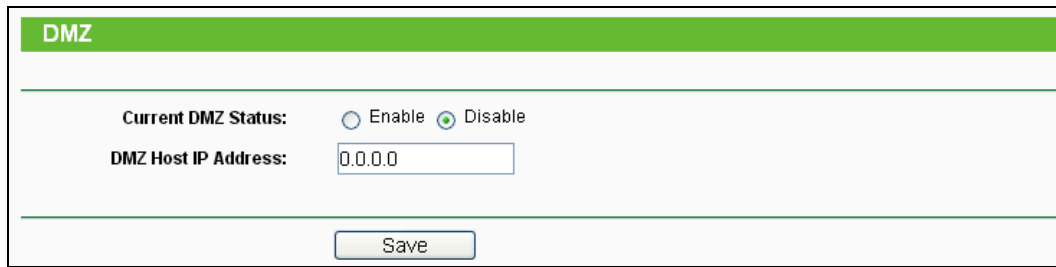 DMZ
Current DMZ Status: Enable Disable
DMZ Host IP Address: 0.0.0.0
Save